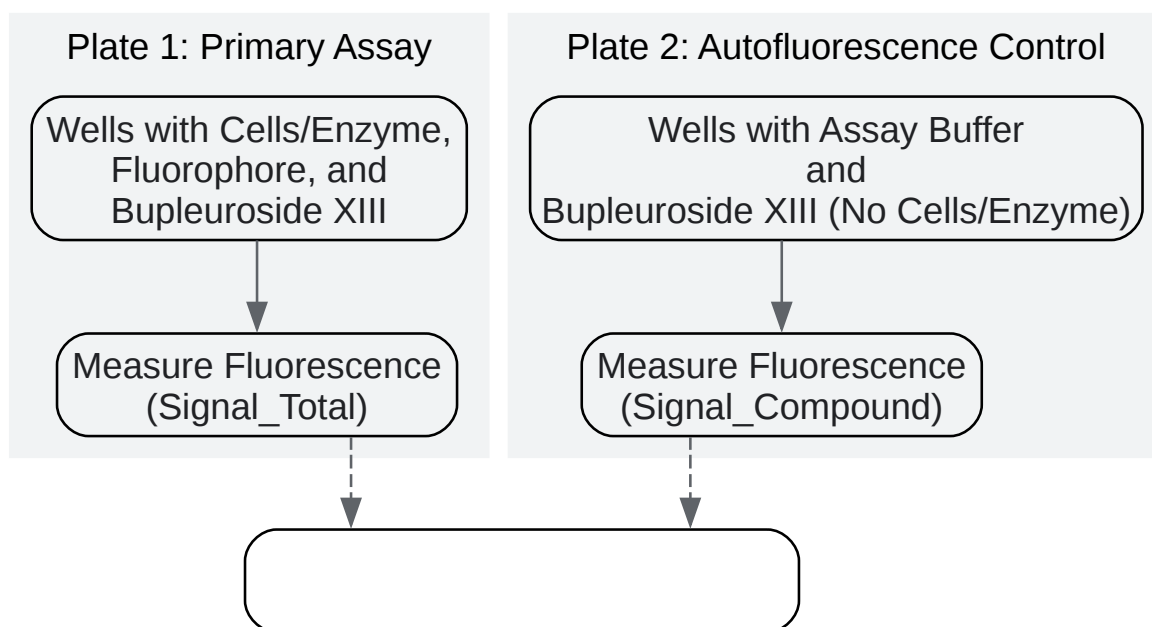 Plate 1: Primary Assay
Wells with Cells/Enzyme,
Fluorophore, and
Bupleuroside XIII
Measure Fluorescence
(Signal_Total)
Plate 2: Autofluorescence Control
Wells with Assay Buffer
and
Bupleuroside XIII (No Cells/Enzyme)
Measure Fluorescence
(Signal_Compound)